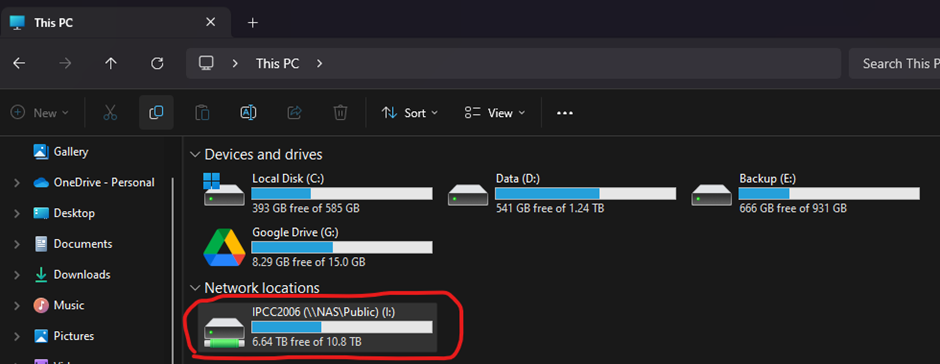 This PC
This PC
Search This P
New
Sort
View
Gallery
OneDrive - Personal
Desktop
Documents
Downloads
Music
Pictures
Devices and drives
Local Disk (C:)
393 GB free of 585 GB
Data (D:)
541 GB free of 1.24 TB
Backup (E:)
666 GB free of 931 GB
Google Drive (G:)
8.29 GB free of 15.0 GB
Network locations
IPCC2006 (\\NAS\Public) (I:)
6.64 TB free of 10.8 TB